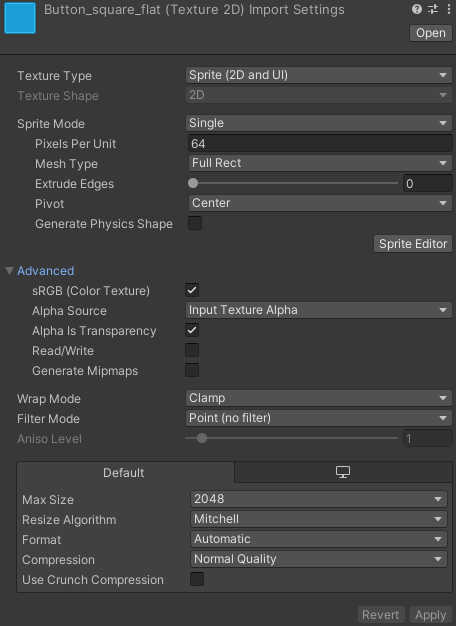 Button_square_flat (Texture 2D) Import Settings
Open
Texture Type Sprite (2D and UI)
Texture Shape 2D
Sprite Mode Single
Pixels Per Unit 64
Mesh Type Full Rect
Extrude Edges 0
Pivot Center
Generate Physics Shape
Sprite Editor
Advanced
sRGB (Color Texture)
Alpha Source Input Texture Alpha
Alpha Is Transparency
Read/Write
Generate Mipmaps
Wrap Mode Clamp
Filter Mode Point (no filter)
Aniso Level 1
Default
Max Size 2048
Resize Algorithm Mitchell
Format Automatic
Compression Normal Quality
Use Crunch Compression
Revert Apply